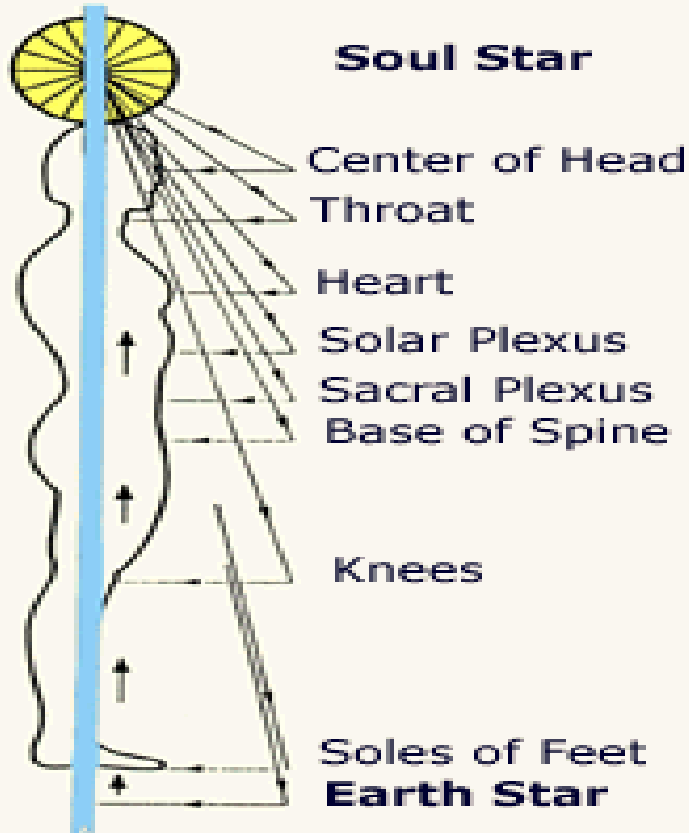 Soul Star
Center of Head
Throat
Heart
Solar Plexus
Sacral Plexus
Base of Spine
Knees
Soles of Feet
Earth Star